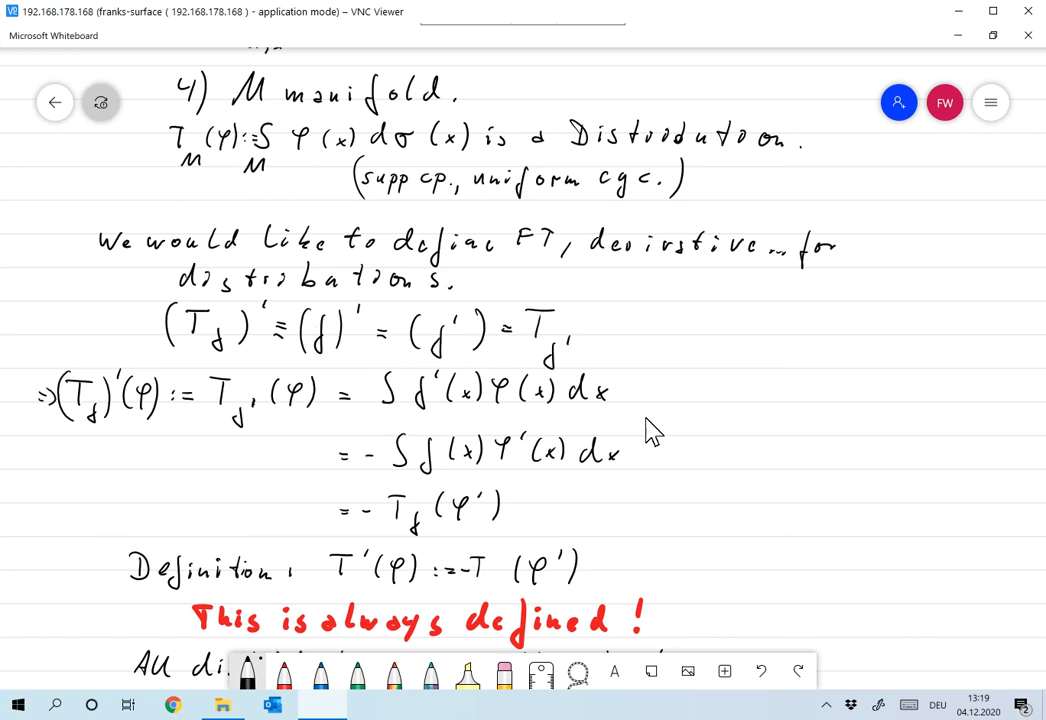 192.168.178.168 (franks-surface ( 192.168.178.168 ) - application mode) – VNC Viewer
Microsoft Whiteboard
4) M manifold.
T_M (φ) := ∫_M φ(x) dσ(x) is a Distribution.
(supp cp., uniform cgc.)
FW
We would like to define FT, derivative... for
distributions.
(T_f)' ≡ (f)' = (f') = T_f'
=> (T_f)'(φ) := T_f' (φ) = ∫ f'(x) φ(x) dx
= - ∫ f(x) φ'(x) dx
= - T_f (φ')
Definition: T'(φ) := -T (φ')
This is always defined!
All
DEU
13:19
04.12.2020
2